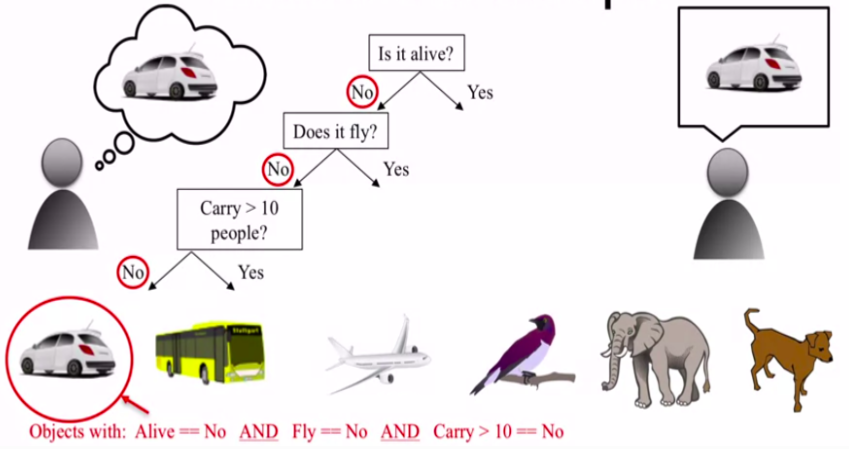 Is it alive?
No
Yes
Does it fly?
No
Yes
Carry > 10
people?
No
Yes
Stuttgart
Objects with: Alive == No AND Fly == No AND Carry > 10 == No